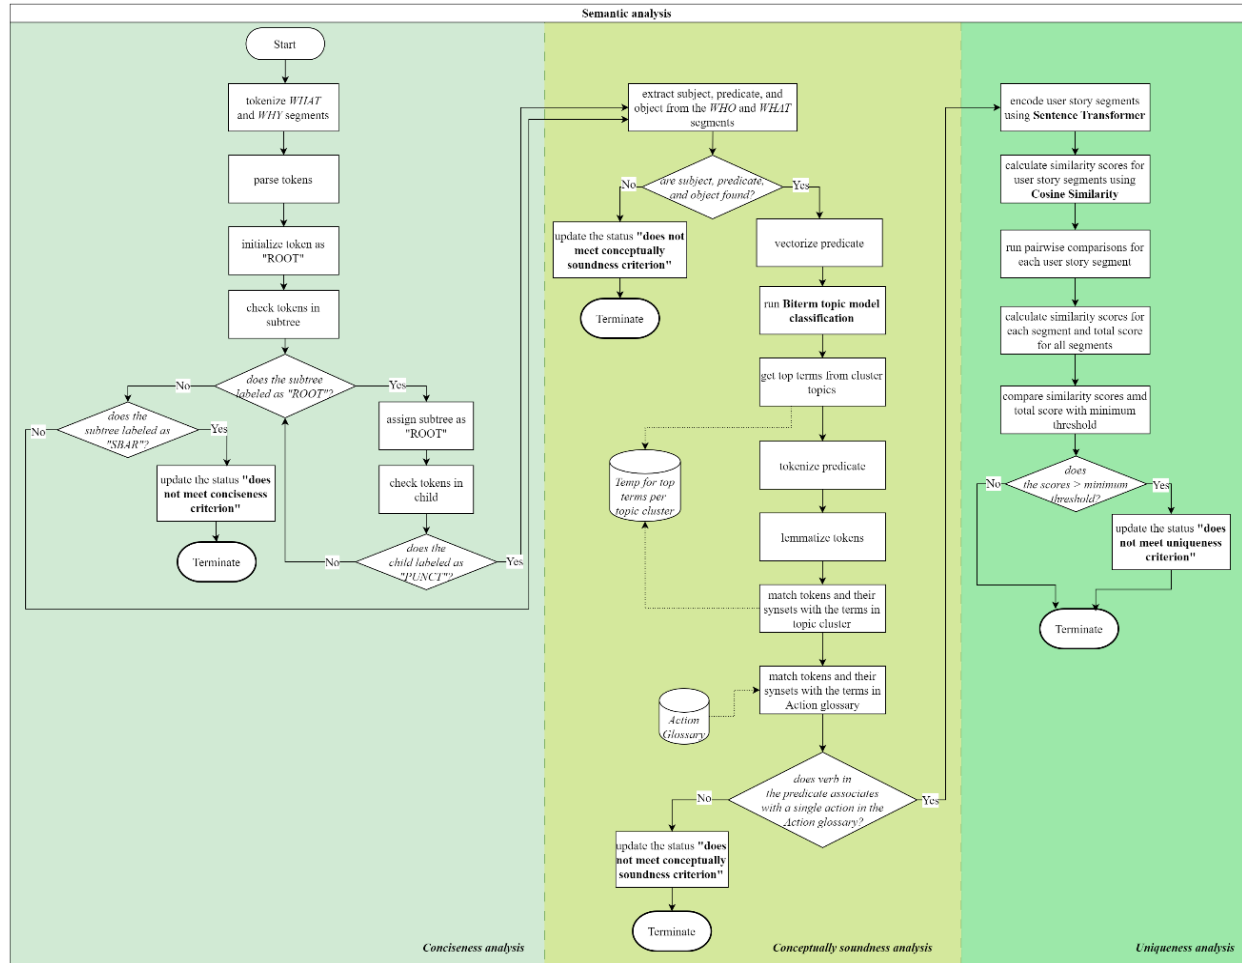 Semantic analysis
Start
tokenize WHAT
and WHY segments
parse tokens
initialize token as
"ROOT"
check tokens in
subtree
does the subtree
labeled as "ROOT"?
No
Yes
does the
subtree labeled as
"SBAR"?
No
Yes
update the status "does
not meet conciseness
criterion"
Terminate
assign subtree as
"ROOT"
check tokens in
child
does the
child labeled as
"PUNCT"?
No
Yes
Conciseness analysis
extract subject, predicate, and
object from the WHO and WHAT
segments
are subject, predicate,
and object found?
No
Yes
update the status "does not
meet conceptually
soundness criterion"
Terminate
vectorize predicate
run Biterm topic model
classification
get top terms from cluster
topics
Temp for top
terms per
topic cluster
tokenize predicate
lemmatize tokens
match tokens and their
synsets with the terms in
topic cluster
match tokens and their
synsets with the terms in
Action glossary
Action
Glossary
does verb in
the predicate associates
with a single action in the
Action glossary?
No
Yes
update the status "does
not meet conceptually
soundness criterion"
Terminate
Conceptually soundness analysis
encode user story segments
using Sentence Transformer
calculate similarity scores for
user story segments using
Cosine Similarity
run pairwise comparisons for
each user story segment
calculate similarity scores for
each segment and total score
for all segments
compare similarity scores and
total score with minimum
threshold
does
the scores > minimum
threshold?
No
Yes
update the status "does
not meet uniqueness
criterion"
Terminate
Uniqueness analysis